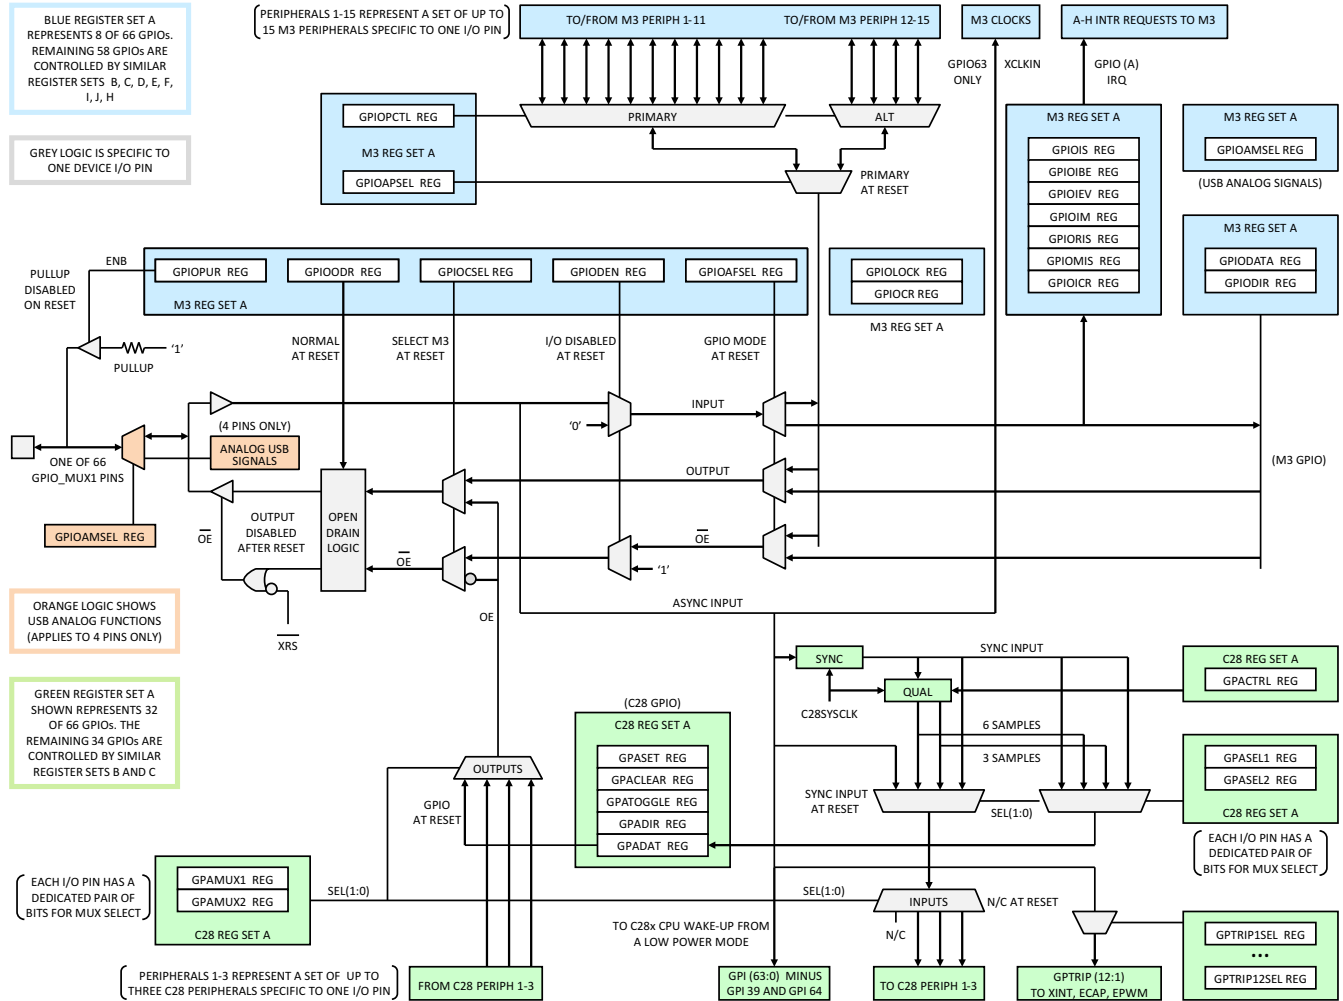 BLUE REGISTER SET A
REPRESENTS 8 OF 66 GPIOs.
REMAINING 58 GPIOs ARE
CONTROLLED BY SIMILAR
REGISTER SETS B, C, D, E, F,
I, J, H
GREY LOGIC IS SPECIFIC TO
ONE DEVICE I/O PIN
PERIPHERALS 1-15 REPRESENT A SET OF UP TO
15 M3 PERIPHERALS SPECIFIC TO ONE I/O PIN
TO/FROM M3 PERIPH 1-11
TO/FROM M3 PERIPH 12-15
M3 CLOCKS
A-H INTR REQUESTS TO M3
GPIO63
ONLY
XCLKIN
GPIO (A)
IRQ
GPIOPCTL REG
M3 REG SET A
GPIOAPSEL REG
PRIMARY
ALT
PRIMARY
AT RESET
M3 REG SET A
GPIOIS REG
GPIOIBE REG
GPIOIEV REG
GPIOIM REG
GPIORIS REG
GPIOMIS REG
GPIOICR REG
M3 REG SET A
GPIOAMSEL REG
(USB ANALOG SIGNALS)
M3 REG SET A
GPIODATA REG
GPIODIR REG
ENB
PULLUP
DISABLED
ON RESET
GPIOPUR REG
GPIOODR REG
GPIOCSEL REG
GPIODEN REG
GPIOAFSEL REG
M3 REG SET A
GPIOLOCK REG
GPIOCR REG
M3 REG SET A
NORMAL
AT RESET
SELECT M3
AT RESET
I/O DISABLED
AT RESET
GPIO MODE
AT RESET
'1'
PULLUP
INPUT
'0'
(4 PINS ONLY)
ANALOG USB
SIGNALS
ONE OF 66
GPIO_MUX1 PINS
(M3 GPIO)
OUTPUT
OPEN
DRAIN
LOGIC
OUTPUT
DISABLED
AFTER RESET
GPIOAMSEL REG
OE
OE
OE
'1'
ORANGE LOGIC SHOWS
USB ANALOG FUNCTIONS
(APPLIES TO 4 PINS ONLY)
XRS
OE
ASYNC INPUT
SYNC
SYNC INPUT
QUAL
C28SYSCLK
C28 REG SET A
GPACTRL REG
GREEN REGISTER SET A
SHOWN REPRESENTS 32
OF 66 GPIOs. THE
REMAINING 34 GPIOs ARE
CONTROLLED BY SIMILAR
REGISTER SETS B AND C
(C28 GPIO)
C28 REG SET A
GPASET REG
GPACLEAR REG
GPATOGGLE REG
GPADIR REG
GPADAT REG
6 SAMPLES
3 SAMPLES
OUTPUTS
GPIO
AT RESET
SYNC INPUT
AT RESET
SEL(1:0)
GPASEL1 REG
GPASEL2 REG
C28 REG SET A
EACH I/O PIN HAS A
DEDICATED PAIR OF
BITS FOR MUX SELECT
EACH I/O PIN HAS A
DEDICATED PAIR OF
BITS FOR MUX SELECT
GPAMUX1 REG
GPAMUX2 REG
C28 REG SET A
SEL(1:0)
SEL(1:0)
INPUTS
N/C AT RESET
N/C
TO C28x CPU WAKE-UP FROM
A LOW POWER MODE
GPTRIP1SEL REG
...
GPTRIP12SEL REG
PERIPHERALS 1-3 REPRESENT A SET OF UP TO
THREE C28 PERIPHERALS SPECIFIC TO ONE I/O PIN
FROM C28 PERIPH 1-3
GPI (63:0) MINUS
GPI 39 AND GPI 64
TO C28 PERIPH 1-3
GPTRIP (12:1)
TO XINT, ECAP, EPWM